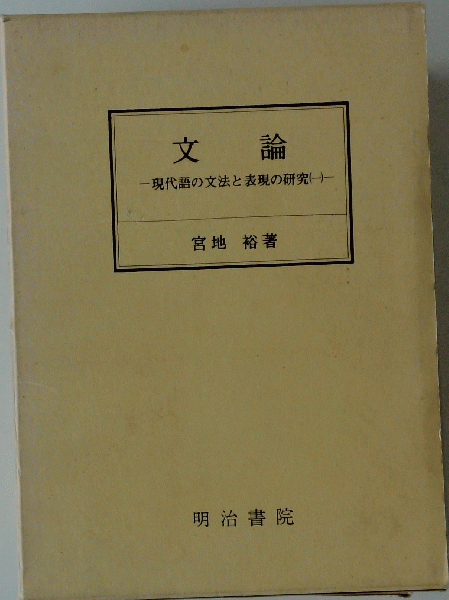 文 論
—現代語の文法と表現の研究㈠—
宮地 裕著
明治書院